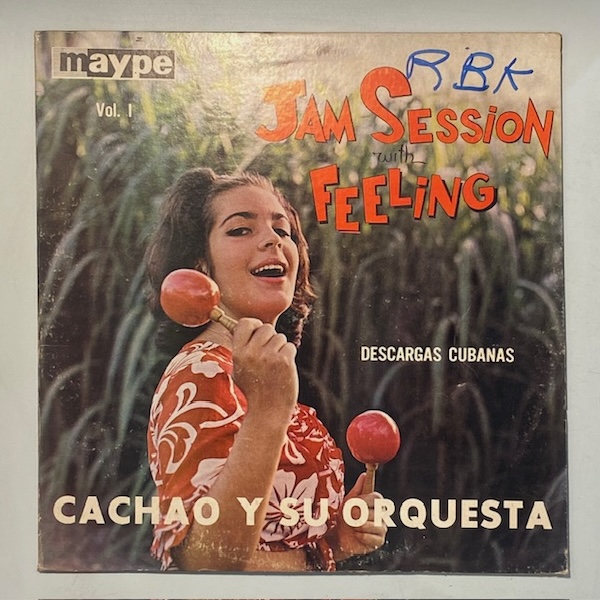 maype
RBK
Vol. I
JAM SESSION
with
FEELING
DESCARGAS CUBANAS
CACHAO Y SU ORQUESTA